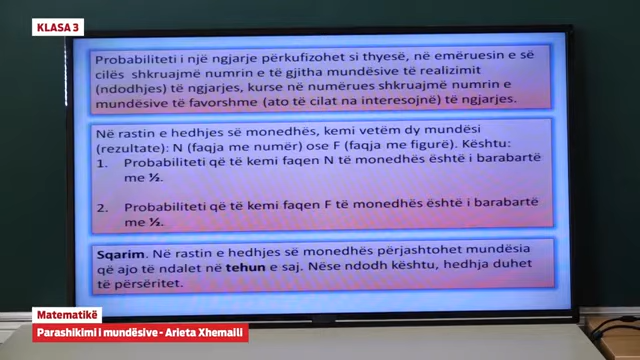 KLASA 3
Probabiliteti i një ngjarje përkufizohet si thyesë, në emëruesin e së
cilës shkruajmë numrin e të gjitha mundësive të realizimit
(ndodhjes) të ngjarjes, kurse në numërues shkruajmë numrin e
mundësive të favorshme (ato të cilat na interesojnë) të ngjarjes.
Në rastin e hedhjes së monedhës, kemi vetëm dy mundësi
(rezultate): N (faqja me numër) ose F (faqja me figurë). Kështu:
1. Probabiliteti që të kemi faqen N të monedhës është i barabartë
me ½.
2. Probabiliteti që të kemi faqen F të monedhës është i barabartë
me ½.
Sqarim. Në rastin e hedhjes së monedhës përjashtohet mundësia
që ajo të ndalet në tehun e saj. Nëse ndodh kështu, hedhja duhet
të përsëritet.
Matematikë
Parashikimi i mundësive - Arieta Xhemaili